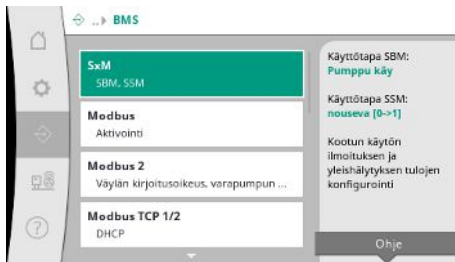 ..▸ BMS
SxM
SBM, SSM
Modbus
Aktivointi
Modbus 2
Väylän kirjoitusoikeus, varapumpun ...
Modbus TCP 1/2
DHCP
Käyttötapa SBM:
Pumppu käy
Käyttötapa SSM:
nouseva [0->1]
Kootun käytön
ilmoituksen ja
yleishälytyksen tulojen
konfigurointi
Ohje